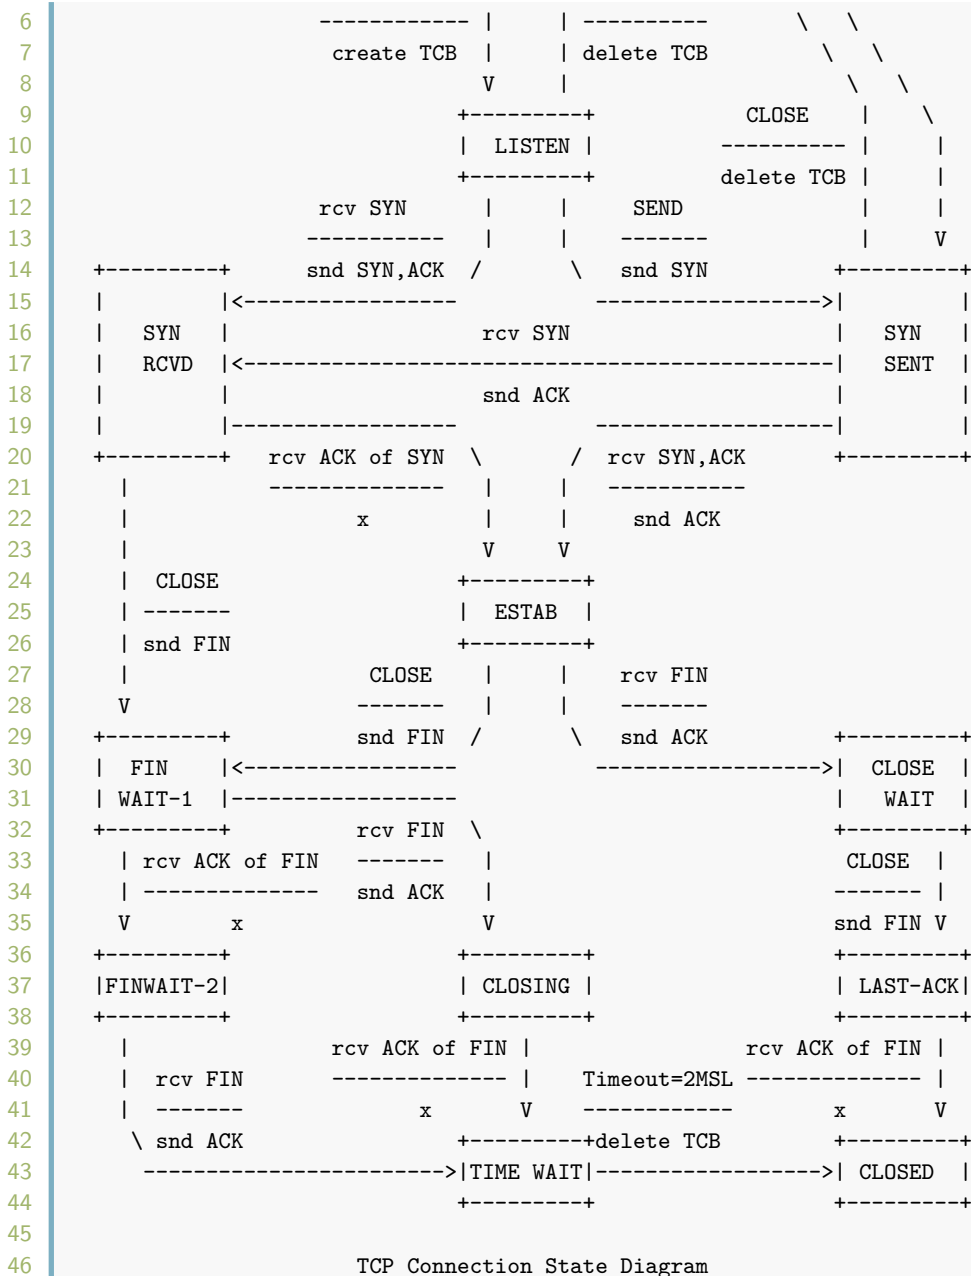 6                       ------------ |    | ----------       \   \
7                        create TCB  |    | delete TCB         \   \
8                                    V    |                      \   \
9                                  +---------+            CLOSE    |    \
10                                 |  LISTEN |          ---------- |     |
11                                 +---------+          delete TCB |     |
12                     rcv SYN      |     |     SEND              |     |
13                    -----------   |     |    -------            |     V
14   +---------+      snd SYN,ACK  /       \   snd SYN          +---------+
15   |         |<-----------------           ------------------>|         |
16   |   SYN   |                    rcv SYN                     |   SYN   |
17   |   RCVD  |<-----------------------------------------------|   SENT  |
18   |         |                    snd ACK                     |         |
19   |         |------------------           -------------------|         |
20   +---------+   rcv ACK of SYN  \       /  rcv SYN,ACK       +---------+
21     |           --------------   |     |   -----------
22     |                  x         |     |     snd ACK
23     |                            V     V
24     |  CLOSE                   +---------+
25     | -------                  |  ESTAB  |
26     | snd FIN                  +---------+
27     |                   CLOSE    |     |    rcv FIN
28     V                  -------   |     |    -------
29   +---------+          snd FIN  /       \   snd ACK          +---------+
30   |  FIN    |<-----------------           ------------------>|  CLOSE  |
31   | WAIT-1  |------------------                              |   WAIT  |
32   +---------+          rcv FIN  \                            +---------+
33     | rcv ACK of FIN   -------   |                            CLOSE  |
34     | --------------   snd ACK   |                           ------- |
35     V        x                   V                           snd FIN V
36   +---------+                  +---------+                   +---------+
37   |FINWAIT-2|                  | CLOSING |                   | LAST-ACK|
38   +---------+                  +---------+                   +---------+
39     |                rcv ACK of FIN |                 rcv ACK of FIN |
40     |  rcv FIN       -------------- |    Timeout=2MSL -------------- |
41     |  -------              x       V    ------------        x       V
42      \ snd ACK                 +---------+delete TCB         +---------+
43       ------------------------>|TIME WAIT|------------------>| CLOSED  |
44                                +---------+                   +---------+
45
46                        TCP Connection State Diagram